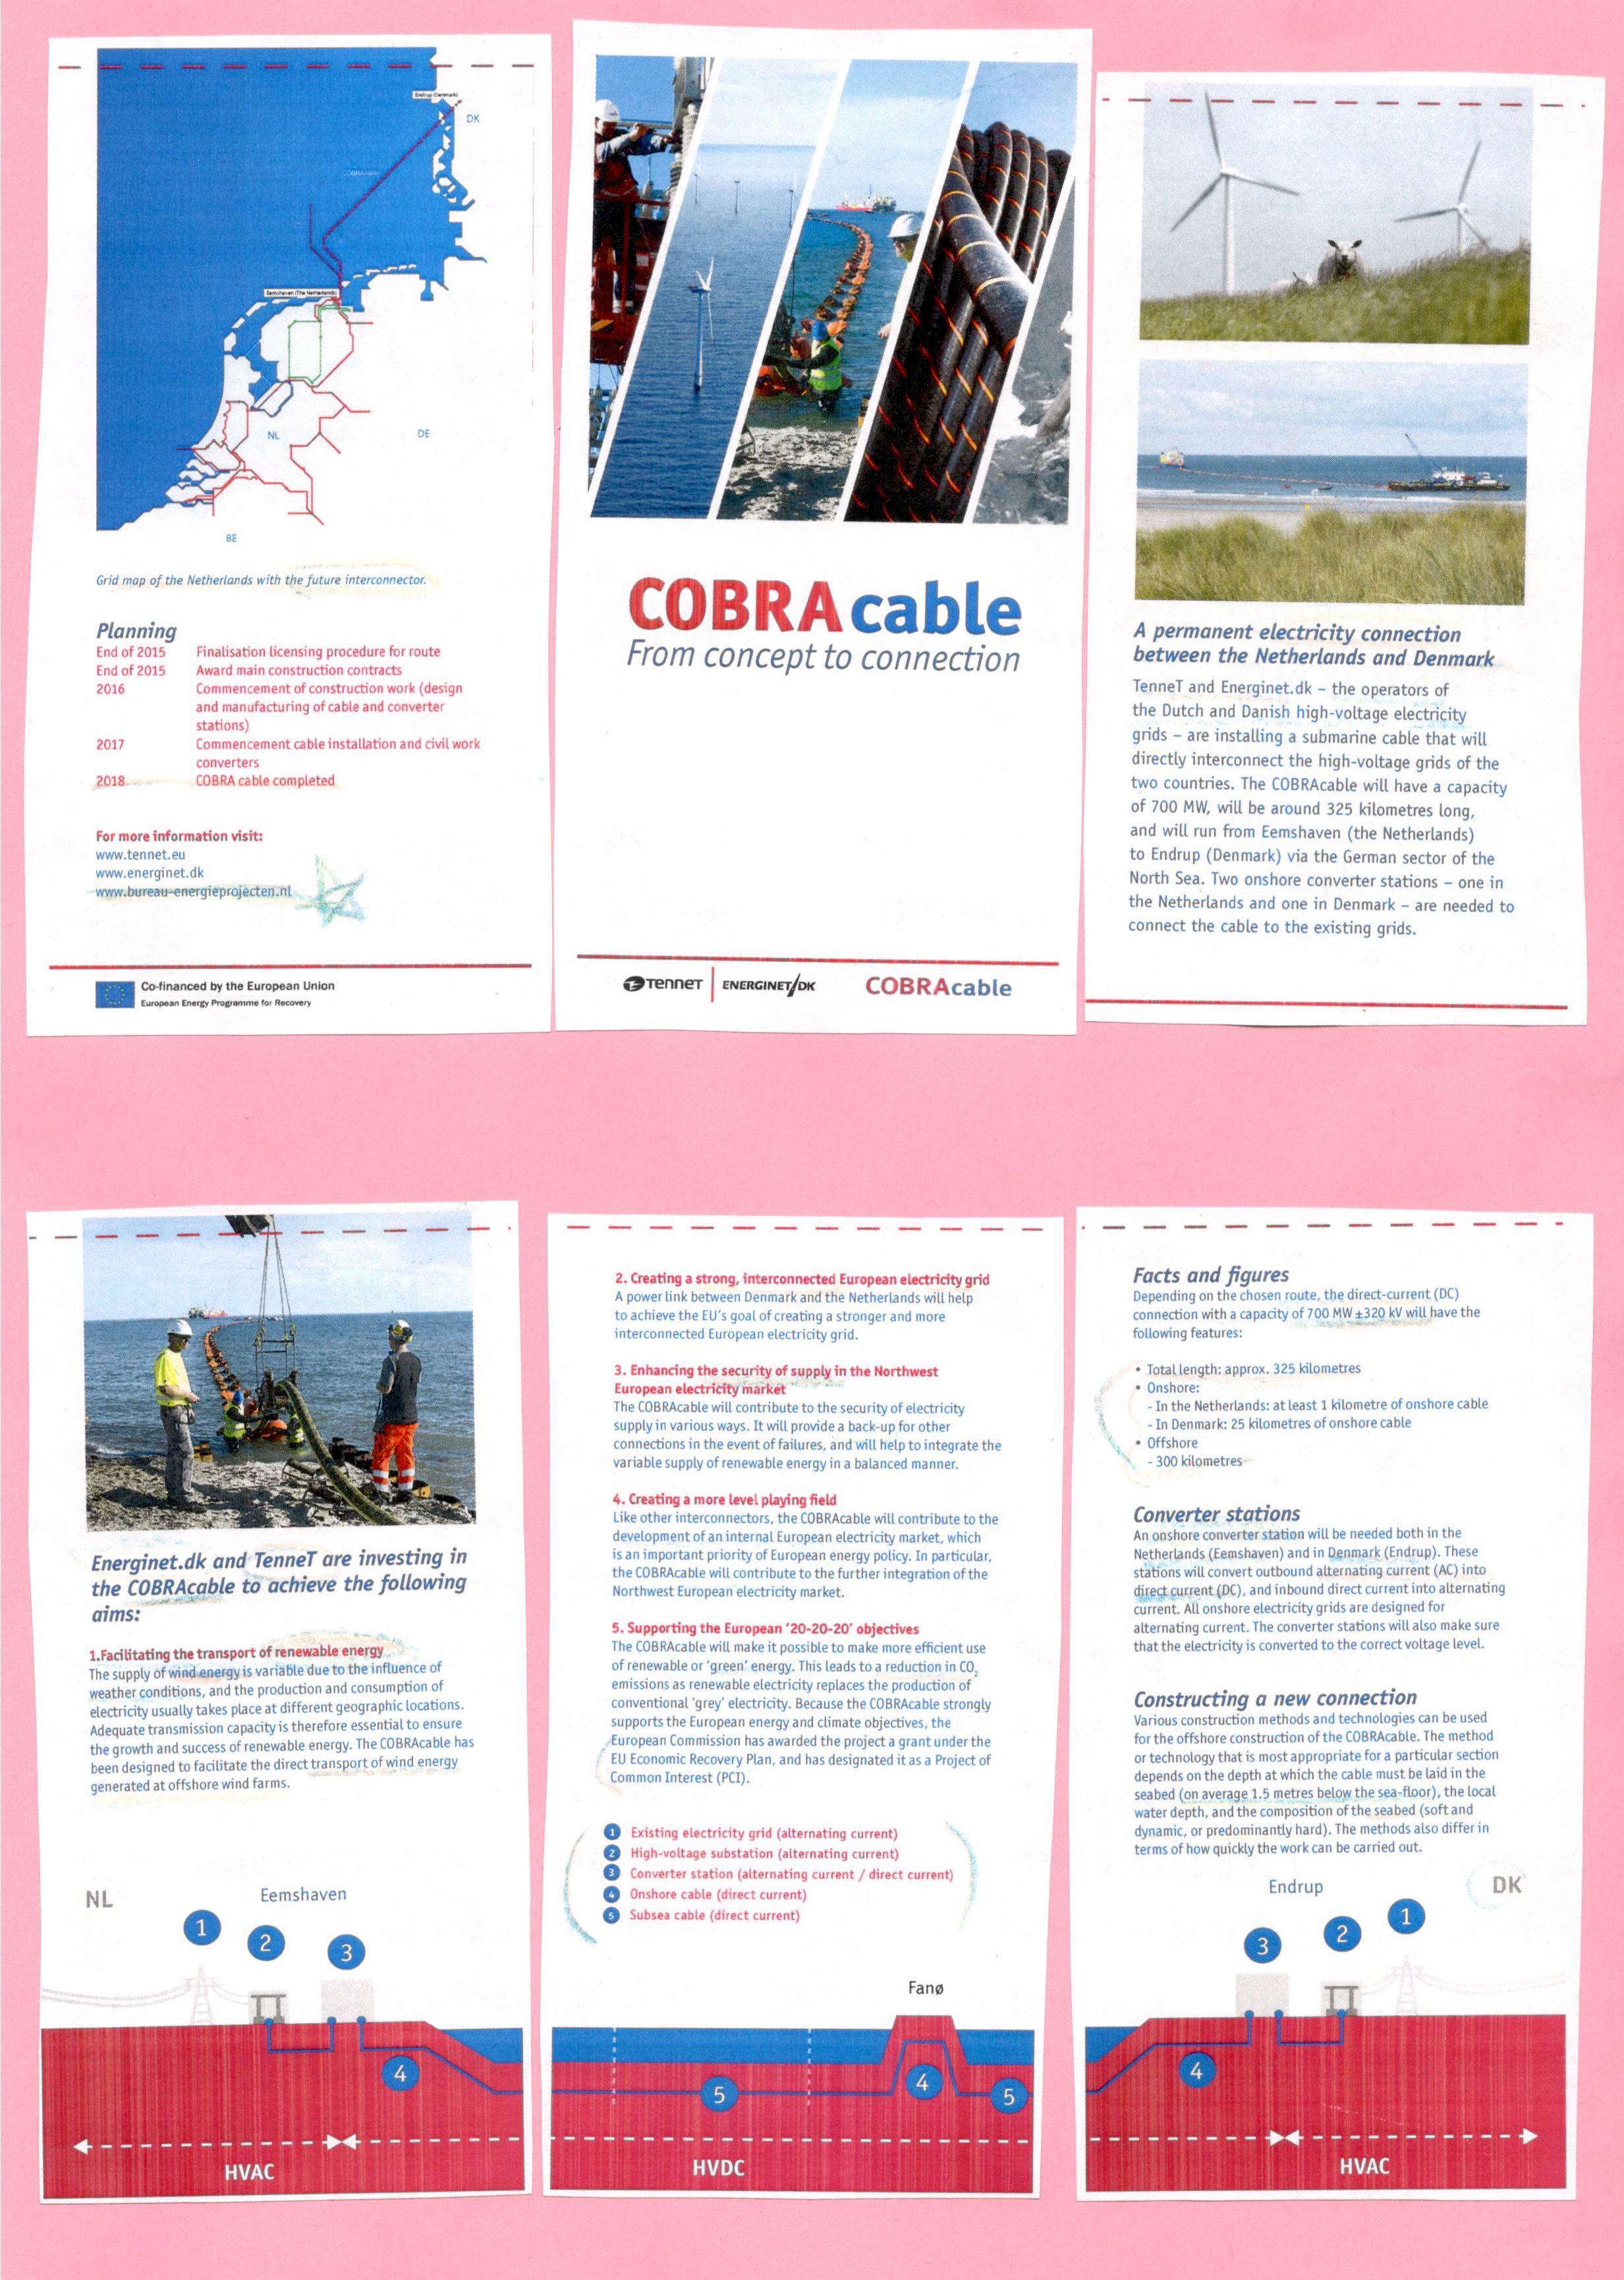 Endrup (Denmark)
DK
COBRAcable
Eemshaven (The Netherlands)
NL
DE
BE
Grid map of the Netherlands with the future interconnector.
Planning
End of 2015 Finalisation licensing procedure for route
End of 2015 Award main construction contracts
2016 Commencement of construction work (design
and manufacturing of cable and converter
stations)
2017 Commencement cable installation and civil work
converters
2018 COBRA cable completed
For more information visit:
www.tennet.eu
www.energinet.dk
www.bureau-energieprojecten.nl
Co-financed by the European Union
European Energy Programme for Recovery
COBRAcable
From concept to connection
TenneT
ENERGINET/DK
COBRAcable
A permanent electricity connection
between the Netherlands and Denmark
TenneT and Energinet.dk – the operators of
the Dutch and Danish high-voltage electricity
grids – are installing a submarine cable that will
directly interconnect the high-voltage grids of the
two countries. The COBRAcable will have a capacity
of 700 MW, will be around 325 kilometres long,
and will run from Eemshaven (the Netherlands)
to Endrup (Denmark) via the German sector of the
North Sea. Two onshore converter stations – one in
the Netherlands and one in Denmark – are needed to
connect the cable to the existing grids.
Energinet.dk and TenneT are investing in
the COBRAcable to achieve the following
aims:
1.Facilitating the transport of renewable energy
The supply of wind energy is variable due to the influence of
weather conditions, and the production and consumption of
electricity usually takes place at different geographic locations.
Adequate transmission capacity is therefore essential to ensure
the growth and success of renewable energy. The COBRAcable has
been designed to facilitate the direct transport of wind energy
generated at offshore wind farms.
NL
Eemshaven
1
2
3
4
HVAC
2. Creating a strong, interconnected European electricity grid
A power link between Denmark and the Netherlands will help
to achieve the EU's goal of creating a stronger and more
interconnected European electricity grid.
3. Enhancing the security of supply in the Northwest
European electricity market
The COBRAcable will contribute to the security of electricity
supply in various ways. It will provide a back-up for other
connections in the event of failures, and will help to integrate the
variable supply of renewable energy in a balanced manner.
4. Creating a more level playing field
Like other interconnectors, the COBRAcable will contribute to the
development of an internal European electricity market, which
is an important priority of European energy policy. In particular,
the COBRAcable will contribute to the further integration of the
Northwest European electricity market.
5. Supporting the European '20-20-20' objectives
The COBRAcable will make it possible to make more efficient use
of renewable or 'green' energy. This leads to a reduction in CO₂
emissions as renewable electricity replaces the production of
conventional 'grey' electricity. Because the COBRAcable strongly
supports the European energy and climate objectives, the
European Commission has awarded the project a grant under the
EU Economic Recovery Plan, and has designated it as a Project of
Common Interest (PCI).
1 Existing electricity grid (alternating current)
2 High-voltage substation (alternating current)
3 Converter station (alternating current / direct current)
4 Onshore cable (direct current)
5 Subsea cable (direct current)
Fanø
5
4
5
HVDC
Facts and figures
Depending on the chosen route, the direct-current (DC)
connection with a capacity of 700 MW ±320 kV will have the
following features:
• Total length: approx. 325 kilometres
• Onshore:
- In the Netherlands: at least 1 kilometre of onshore cable
- In Denmark: 25 kilometres of onshore cable
• Offshore
- 300 kilometres
Converter stations
An onshore converter station will be needed both in the
Netherlands (Eemshaven) and in Denmark (Endrup). These
stations will convert outbound alternating current (AC) into
direct current (DC), and inbound direct current into alternating
current. All onshore electricity grids are designed for
alternating current. The converter stations will also make sure
that the electricity is converted to the correct voltage level.
Constructing a new connection
Various construction methods and technologies can be used
for the offshore construction of the COBRAcable. The method
or technology that is most appropriate for a particular section
depends on the depth at which the cable must be laid in the
seabed (on average 1.5 metres below the sea-floor), the local
water depth, and the composition of the seabed (soft and
dynamic, or predominantly hard). The methods also differ in
terms of how quickly the work can be carried out.
Endrup
DK
3
2
1
4
HVAC